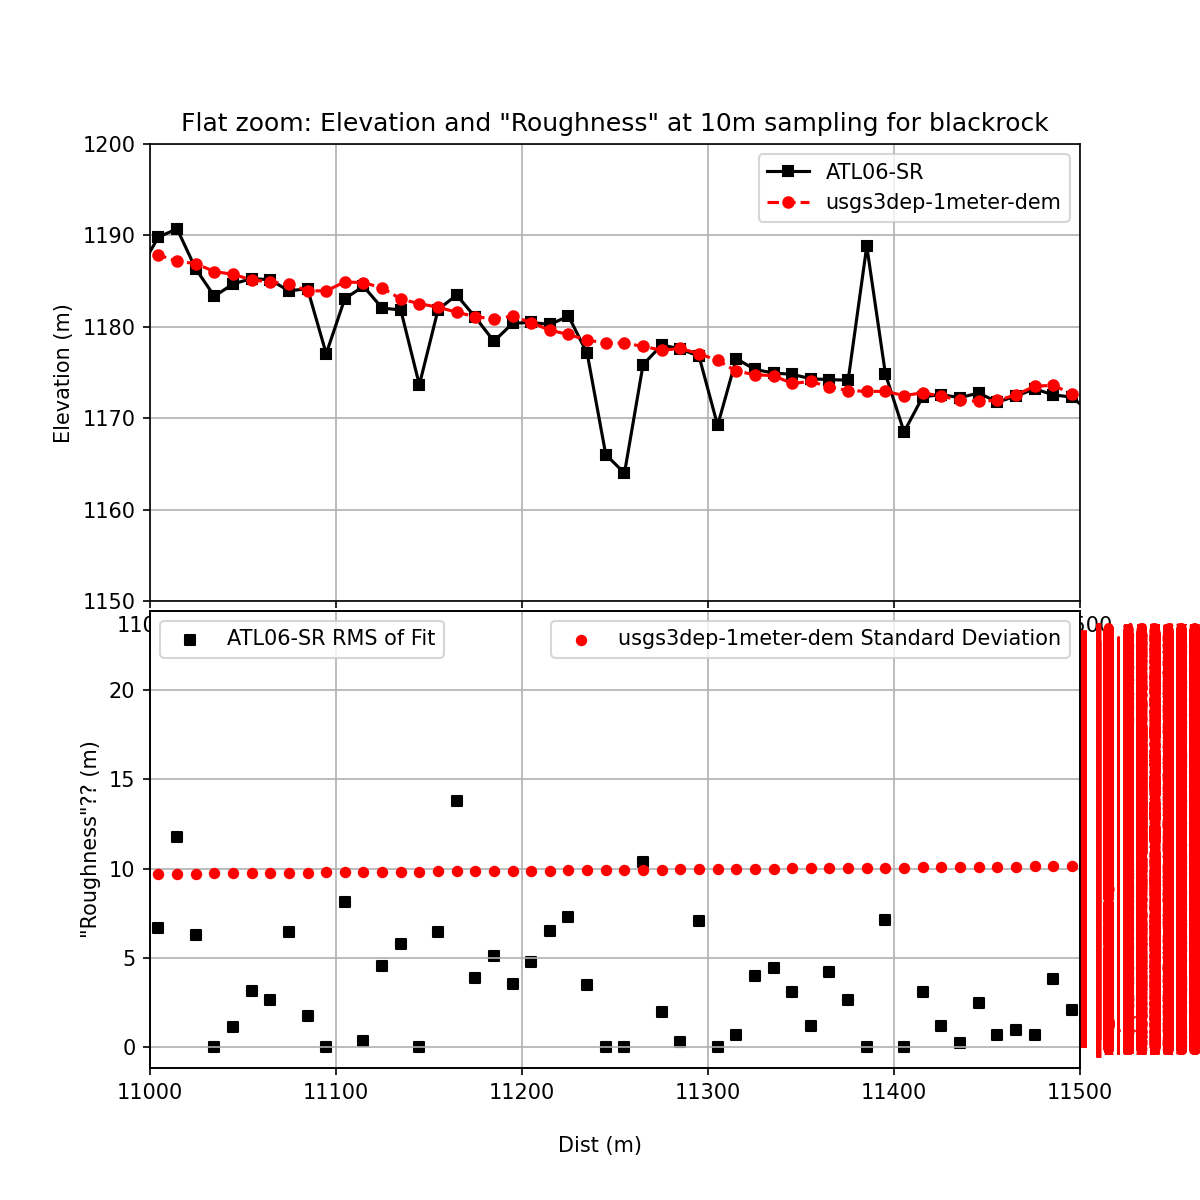 Flat zoom: Elevation and "Roughness" at 10m sampling for blackrock
1200
1190
1180
1170
1160
1150
Elevation (m)
ATL06-SR
usgs3dep-1meter-dem
110
500
ATL06-SR RMS of Fit
usgs3dep-1meter-dem Standard Deviation
20
15
10
5
0
"Roughness"?? (m)
11000 11100 11200 11300 11400 11500
Dist (m)